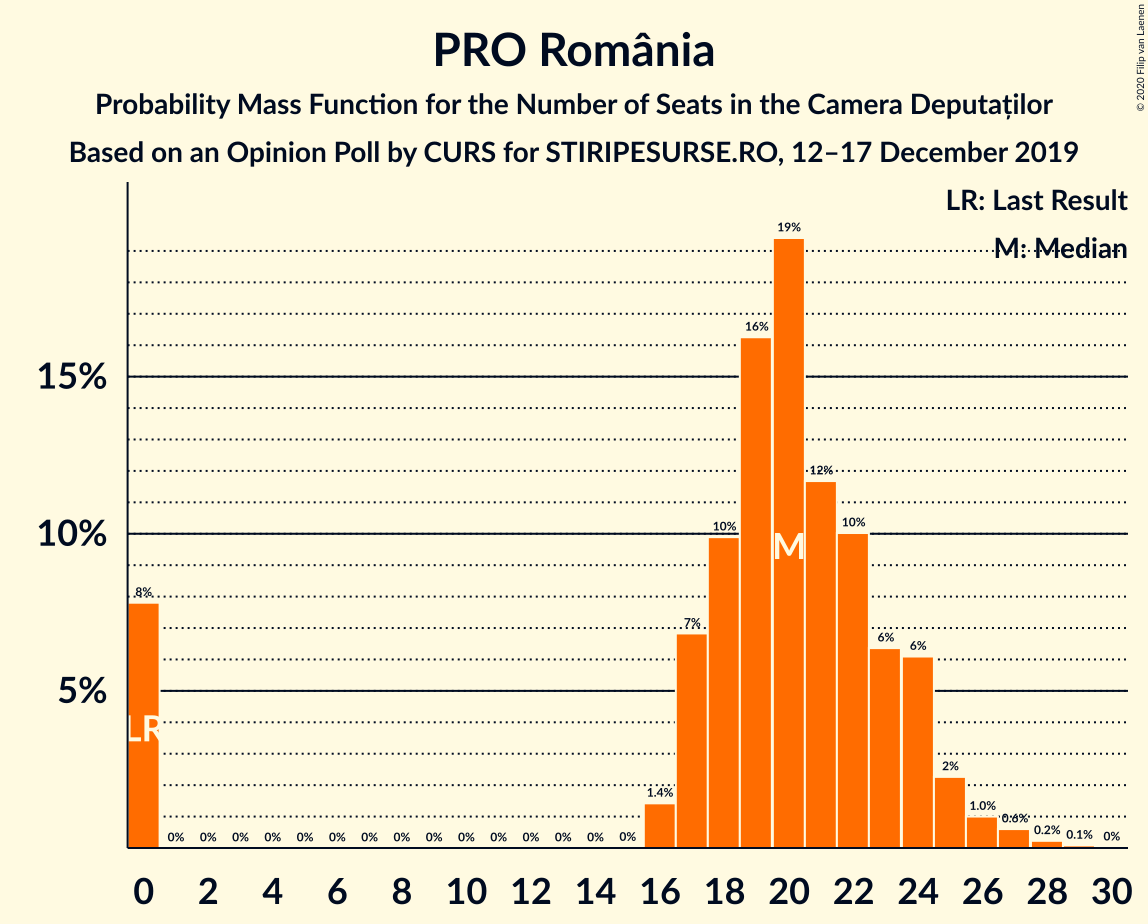 PRO România
Probability Mass Function for the Number of Seats in the Camera Deputaților
Based on an Opinion Poll by CURS for STIRIPESURSE.RO, 12–17 December 2019
© 2020 Filip van Laenen
LR: Last Result
M: Median
15%
10%
5%
8% 0% 0% 0% 0% 0% 0% 0% 0% 0% 0% 0% 0% 0% 0% 0% 1.4% 7% 10% 16% 19% 12% 10% 6% 6% 2% 1.0% 0.6% 0.2% 0.1% 0%
LR
M
0 2 4 6 8 10 12 14 16 18 20 22 24 26 28 30